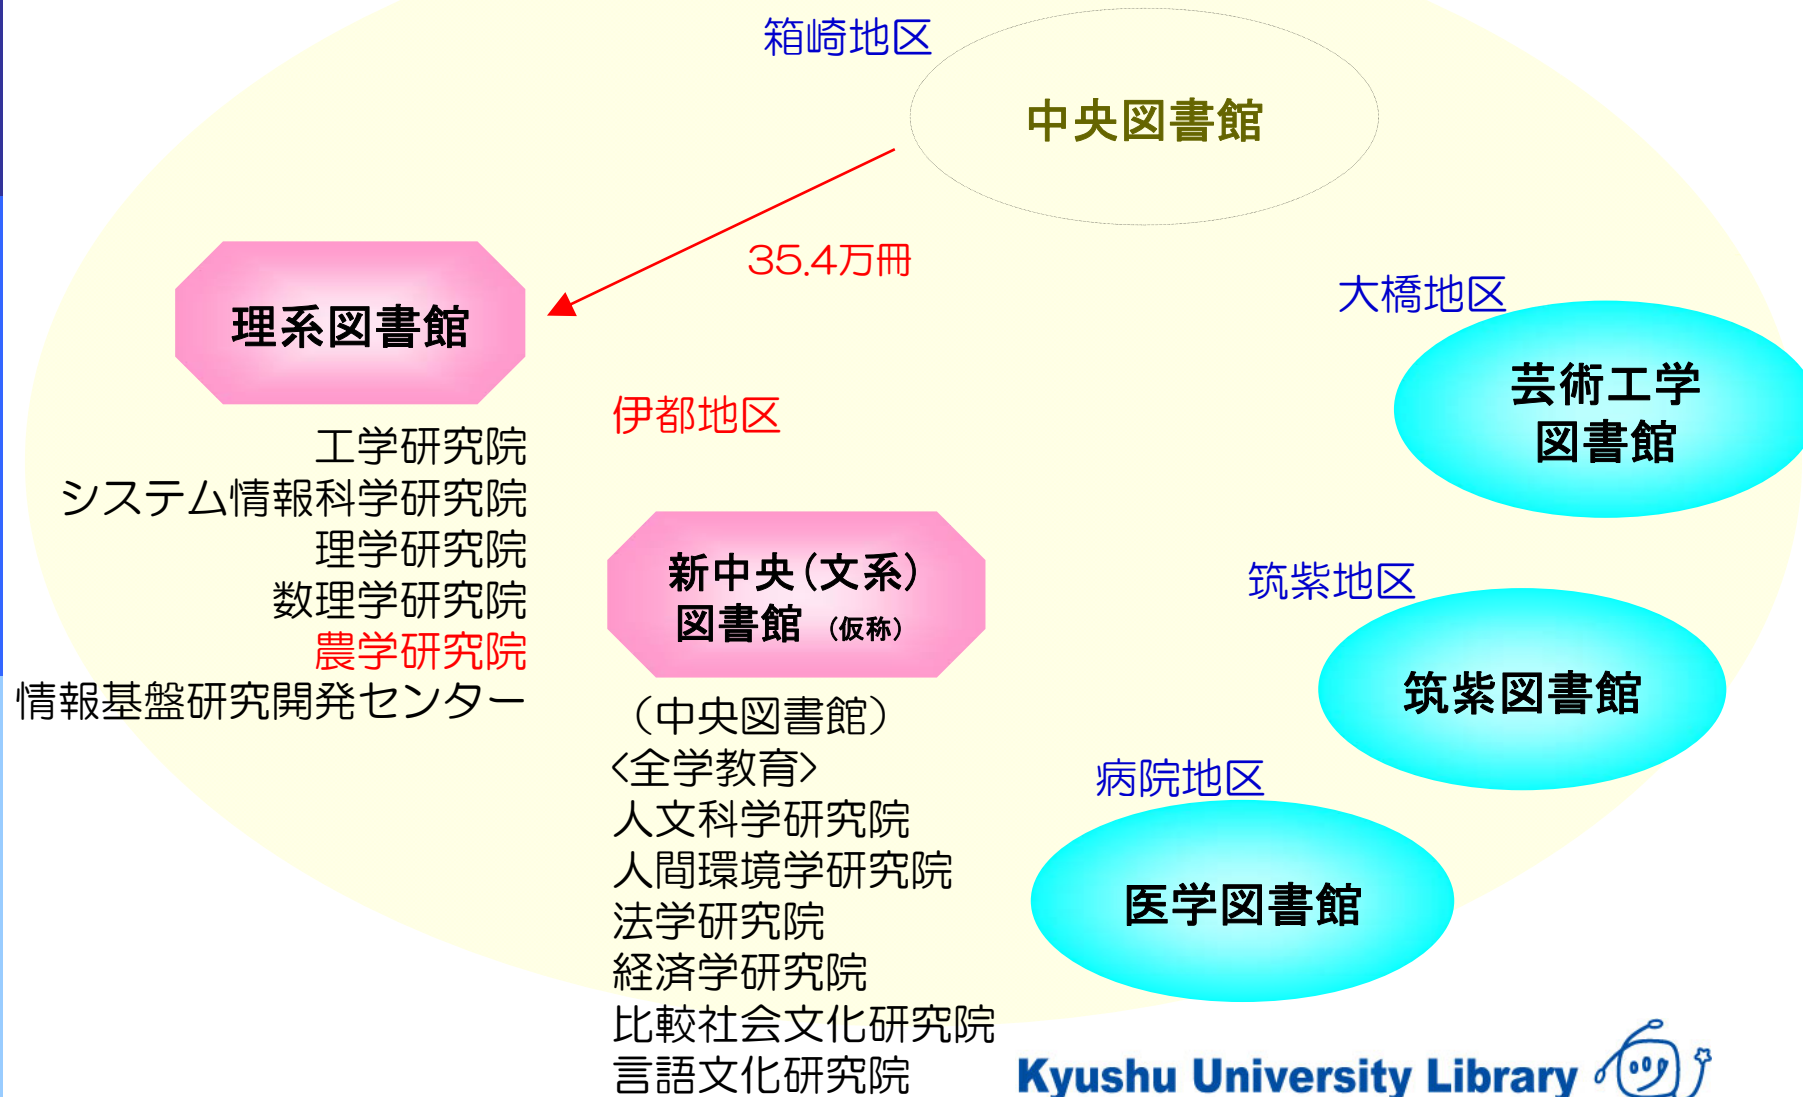 箱崎地区
中央図書館
35.4万冊
理系図書館
工学研究院
システム情報科学研究院
理学研究院
数理学研究院
農学研究院
情報基盤研究開発センター
伊都地区
新中央(文系)
図書館 (仮称)
(中央図書館)
<全学教育>
人文科学研究院
人間環境学研究院
法学研究院
経済学研究院
比較社会文化研究院
言語文化研究院
大橋地区
芸術工学
図書館
筑紫地区
筑紫図書館
病院地区
医学図書館
Kyushu University Library